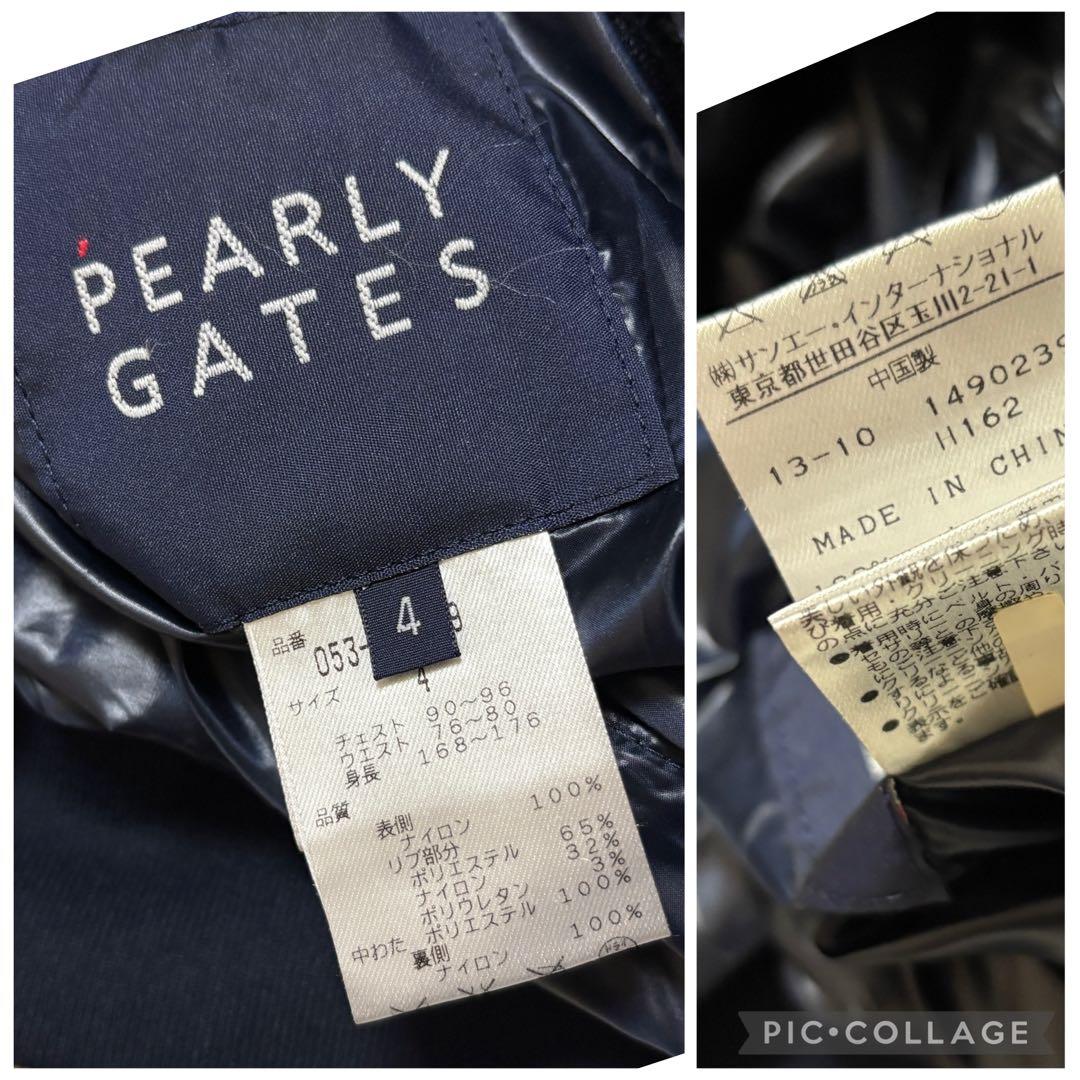 PEARLY
GATES
4
品番
053-
9
サイズ
4
チェスト 90～96
ウエスト 76～80
身長 168～176
品質
表側
ナイロン 100%
リブ部分
ポリエステル 65%
ナイロン 32%
ポリウレタン 3%
中わた ポリエステル 100%
裏側
ナイロン 100%
ドライ
㈱サンエー・インターナショナル
東京都世田谷区玉川2-21-1
中国製
13-10 1490239
H162
MADE IN CHIN
PIC•COLLAGE